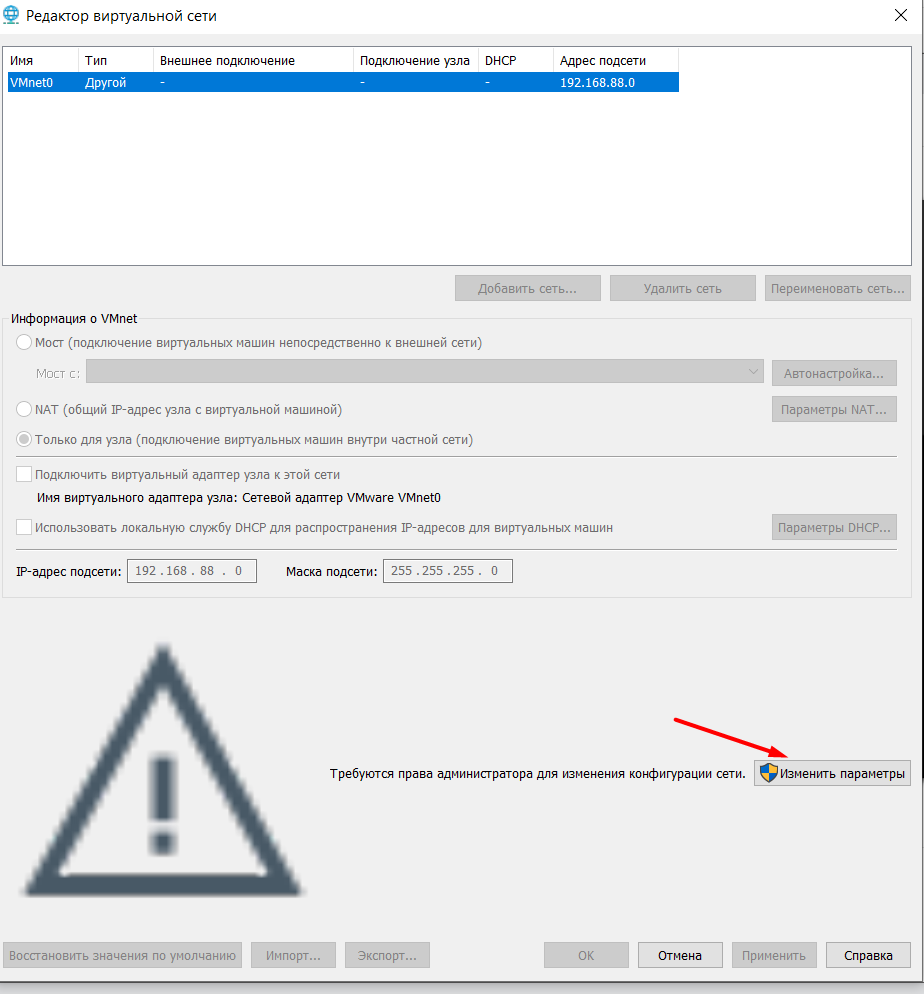 Редактор виртуальной сети
Имя Тип Внешнее подключение Подключение узла DHCP Адрес подсети
VMnet0 Другой - - - 192.168.88.0
Добавить сеть... Удалить сеть Переименовать сеть...
Информация о VMnet
Мост (подключение виртуальных машин непосредственно к внешней сети)
Мост с: Автонастройка...
NAT (общий IP-адрес узла с виртуальной машиной) Параметры NAT...
Только для узла (подключение виртуальных машин внутри частной сети)
Подключить виртуальный адаптер узла к этой сети
Имя виртуального адаптера узла: Сетевой адаптер VMware VMnet0
Использовать локальную службу DHCP для распространения IP-адресов для виртуальных машин Параметры DHCP...
IP-адрес подсети: 192 . 168 . 88 . 0 Маска подсети: 255 . 255 . 255 . 0
Требуются права администратора для изменения конфигурации сети. Изменить параметры
Восстановить значения по умолчанию Импорт... Экспорт... ОК Отмена Применить Справка